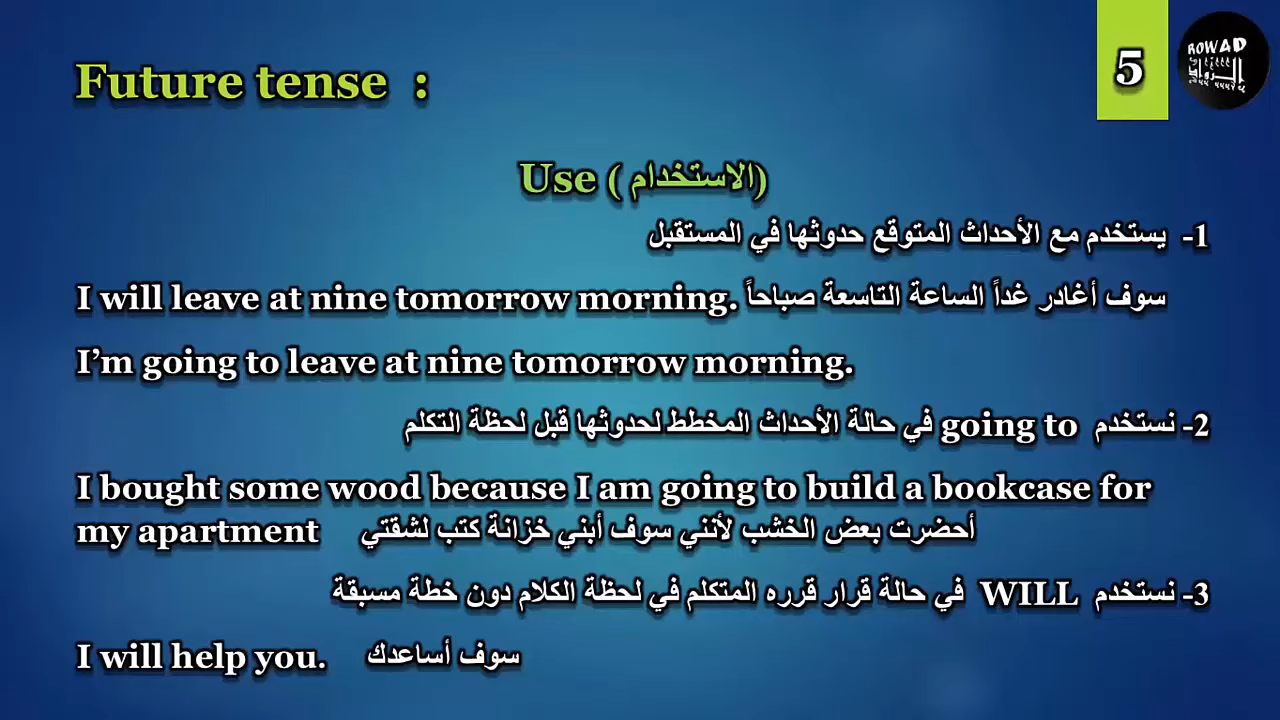 Future tense :
5
ROWAD
الرواد
Use ( الاستخدام)
1- يستخدم مع الأحداث المتوقع حدوثها في المستقبل
I will leave at nine tomorrow morning. سوف أغادر غداً الساعة التاسعة صباحاً
I’m going to leave at nine tomorrow morning.
2- نستخدم going to في حالة الأحداث المخطط لحدوثها قبل لحظة التكلم
I bought some wood because I am going to build a bookcase for
my apartment أحضرت بعض الخشب لأنني سوف أبني خزانة كتب لشقتي
3- نستخدم WILL في حالة قرار قرره المتكلم في لحظة الكلام دون خطة مسبقة
I will help you. سوف أساعدك